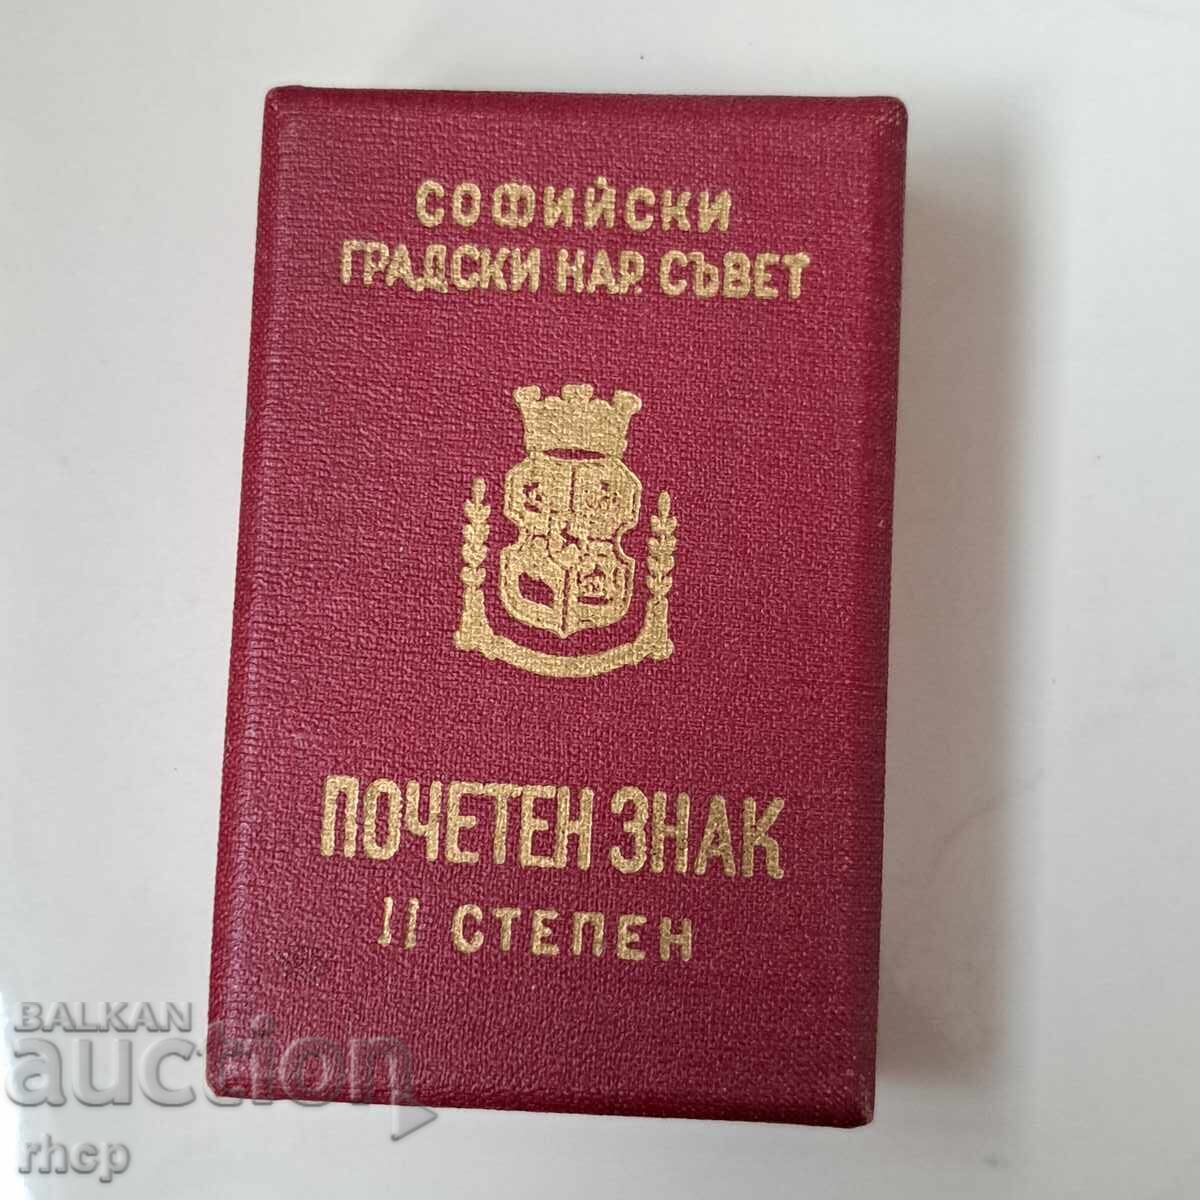 СОФИЙСКИ
ГРАДСКИ НАР. СЪВЕТ
ПОЧЕТЕН ЗНАК
II СТЕПЕН
BALKAN
auction
rhcp